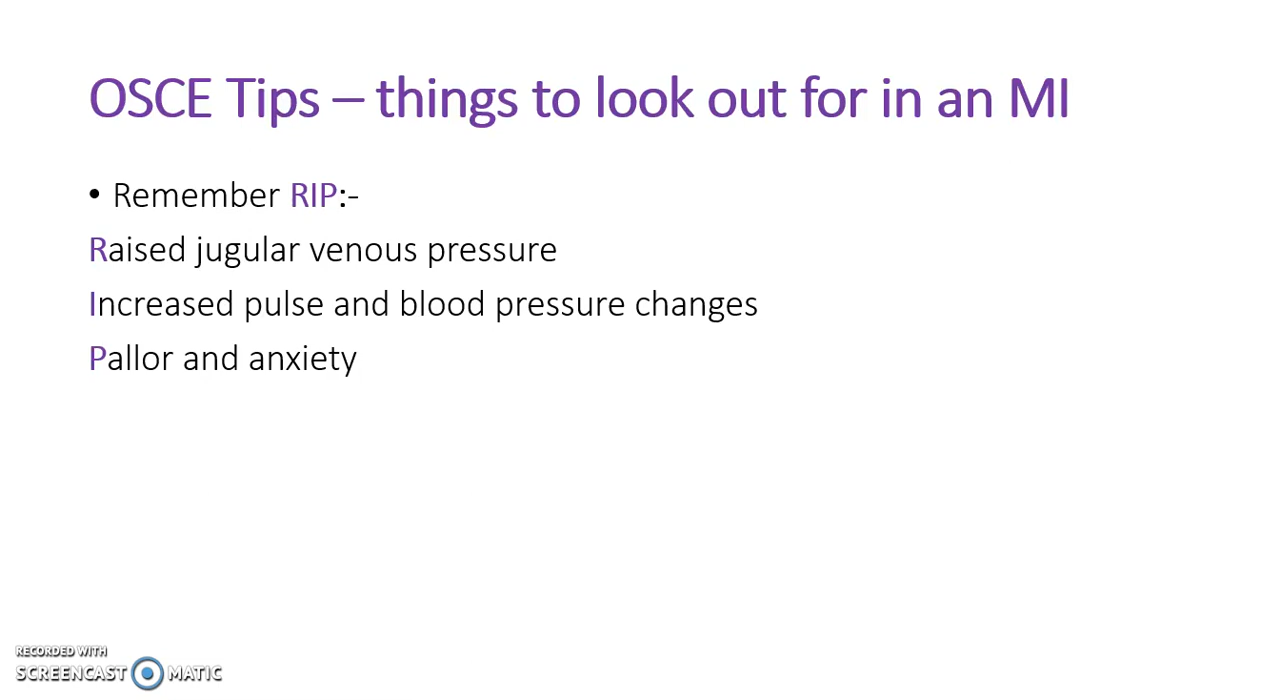 OSCE Tips – things to look out for in an MI
• Remember RIP:-
Raised jugular venous pressure
Increased pulse and blood pressure changes
Pallor and anxiety
RECORDED WITH
SCREENCAST MATIC